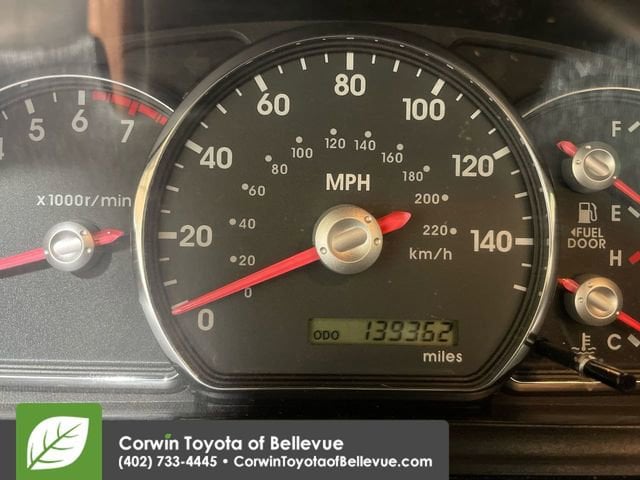 4 5 6 7
x1000r/min
0 20 40 60 80 100 120 140
0 20 40 60 80 100 120 140 160 180 200 220
MPH
km/h
ODO 139362
miles
F
E
FUEL
DOOR
H
C
Corwin Toyota of Bellevue
(402) 733-4445 • CorwinToyotaofBellevue.com